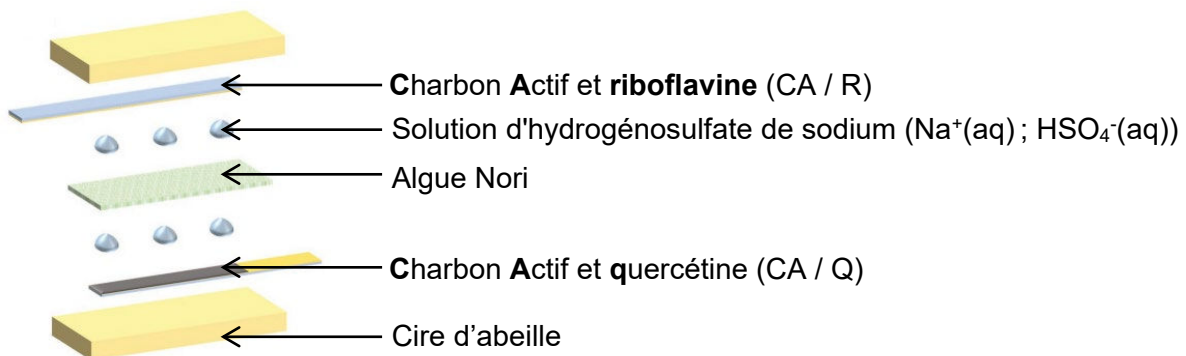 Charbon Actif et riboflavine (CA / R)
Solution d'hydrogénosulfate de sodium (Na⁺(aq) ; HSO₄⁻(aq))
Algue Nori
Charbon Actif et quercétine (CA / Q)
Cire d’abeille